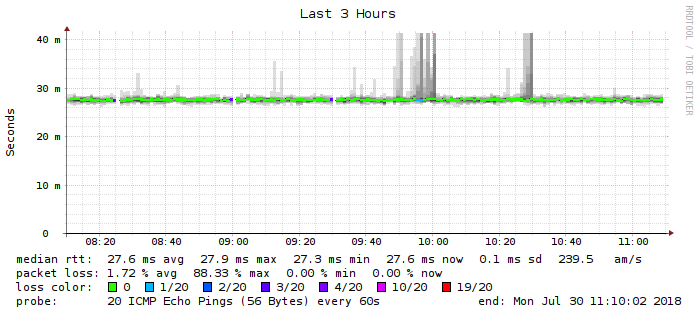 Last 3 Hours
RRDTOOL / TOBI OETIKER
Seconds
40 m
30 m
20 m
10 m
0
08:20 08:40 09:00 09:20 09:40 10:00 10:20 10:40 11:00
median rtt: 27.6 ms avg 27.9 ms max 27.3 ms min 27.6 ms now 0.1 ms sd 239.5 am/s
packet loss: 1.72 % avg 88.33 % max 0.00 % min 0.00 % now
loss color: 0 1/20 2/20 3/20 4/20 10/20 19/20
probe: 20 ICMP Echo Pings (56 Bytes) every 60s end: Mon Jul 30 11:10:02 2018